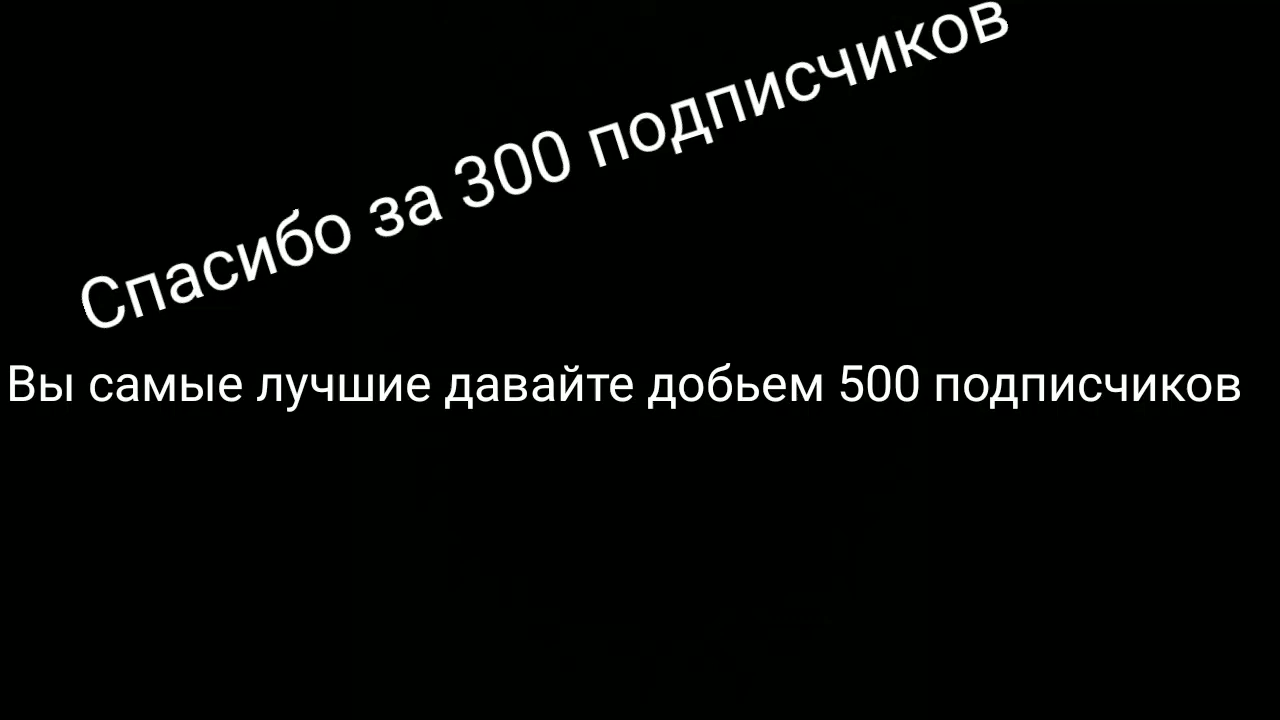 Спасибо за 300 подписчиков
Вы самые лучшие давайте добьем 500 подписчиков